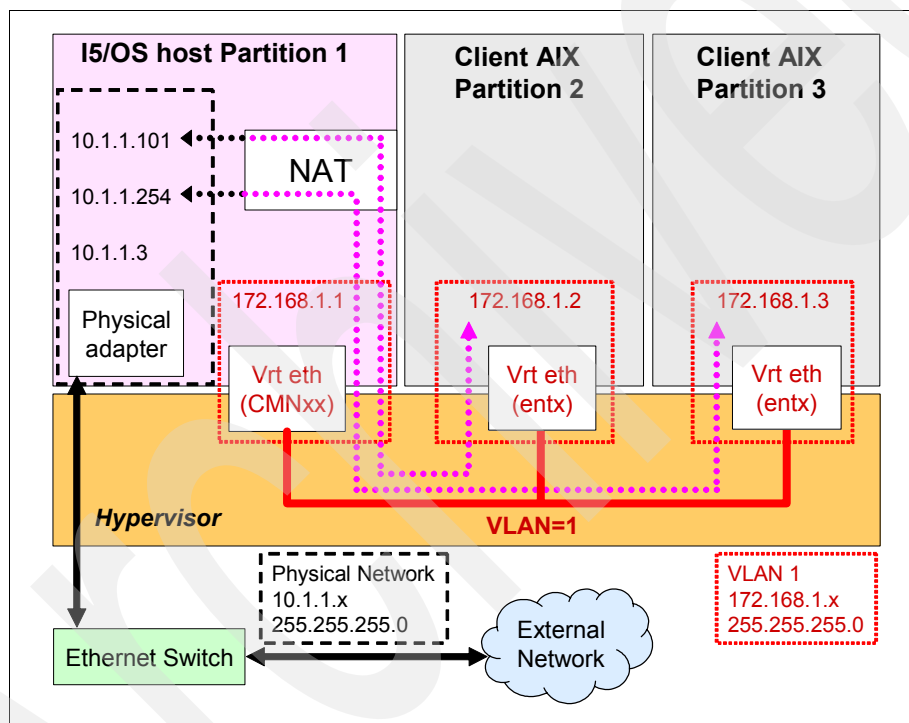 I5/OS host Partition 1
Client AIX
Partition 2
Client AIX
Partition 3
10.1.1.101
NAT
10.1.1.254
10.1.1.3
172.168.1.1
172.168.1.2
172.168.1.3
Physical
adapter
Vrt eth
(CMNxx)
Vrt eth
(entx)
Vrt eth
(entx)
Hypervisor
VLAN=1
Physical Network
10.1.1.x
255.255.255.0
VLAN 1
172.168.1.x
255.255.255.0
Ethernet Switch
External
Network